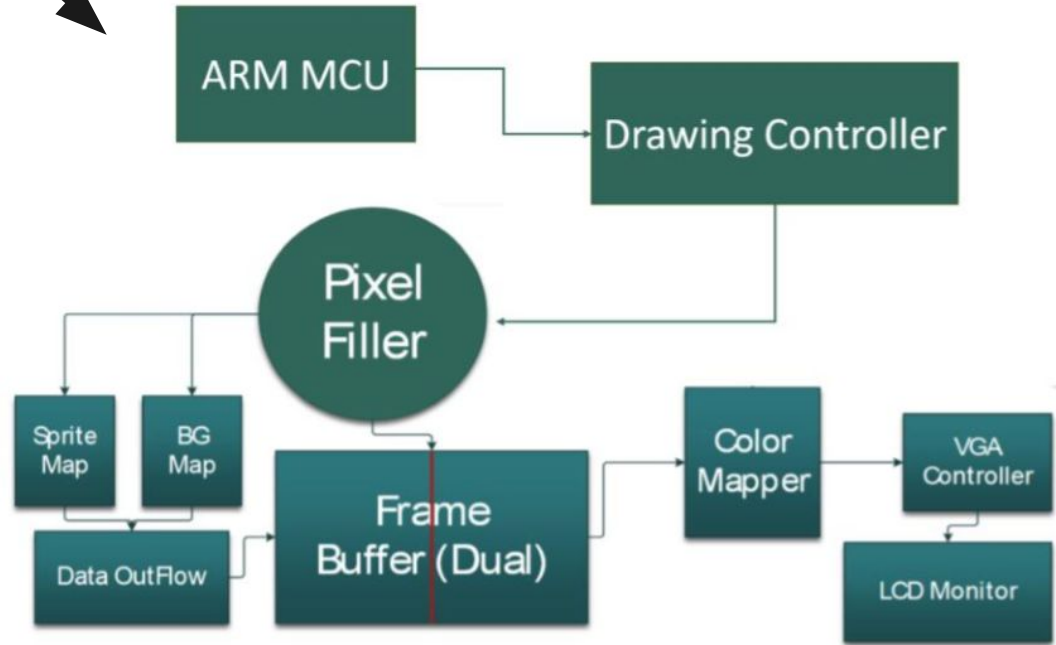 ARM MCU
Drawing Controller
Pixel
Filler
Sprite
Map
BG
Map
Data OutFlow
Frame
Buffer (Dual)
Color
Mapper
VGA
Controller
LCD Monitor